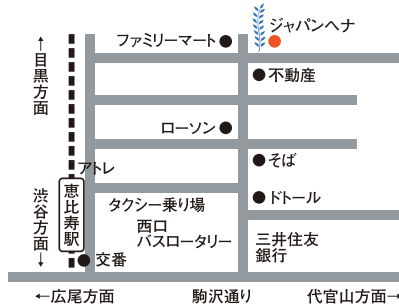 ジャパンヘナ
ファミリーマート
↑目黒方面
不動産
ローソン
アトレ
そば
恵比寿駅
渋谷方面↓
タクシー乗り場
ドトール
西口
バスロータリー
三井住友
銀行
交番
←広尾方面
駒沢通り
代官山方面→